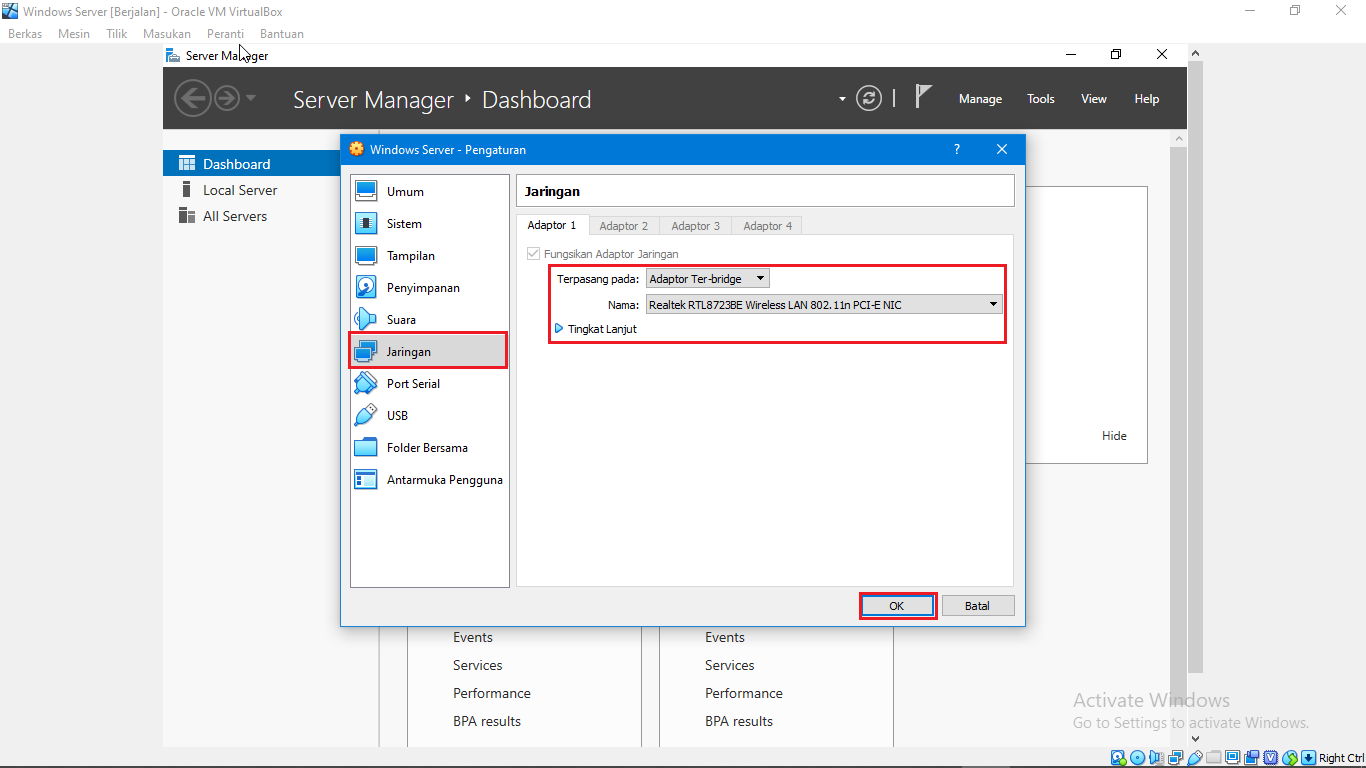 Windows Server [Berjalan] - Oracle VM VirtualBox
Berkas Mesin Tilik Masukan Peranti Bantuan
Server Manager
Server Manager Dashboard
Manage Tools View Help
Windows Server - Pengaturan ?
Dashboard
Local Server
All Servers
Umum
Sistem
Tampilan
Penyimpanan
Suara
Jaringan
Port Serial
USB
Folder Bersama
Antarmuka Pengguna
Jaringan
Adaptor 1 Adaptor 2 Adaptor 3 Adaptor 4
Fungsikan Adaptor Jaringan
Terpasang pada: Adaptor Ter-bridge
Nama: Realtek RTL8723BE Wireless LAN 802.11n PCI-E NIC
Tingkat Lanjut
OK Batal
Hide
Events
Services
Performance
BPA results
Events
Services
Performance
BPA results
Activate Windows
Go to Settings to activate Windows.
Right Ctrl